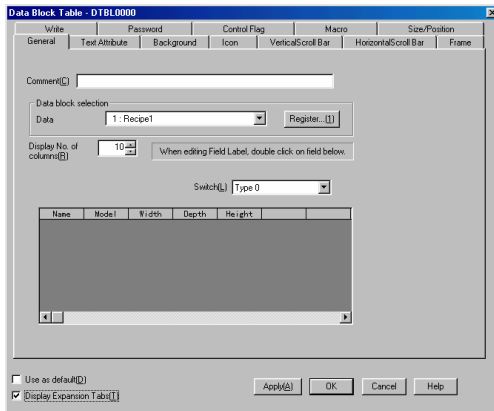 Data Block Table - DTBL0000
Write Password Control Flag Macro Size/Position
General Text Attribute Background Icon VerticalScroll Bar HorizontalScroll Bar Frame
Comment(C)
Data block selection
Data 1 : Recipe1 Register...(1)
Display No. of
columns(R) 10 When editing Field Label, double click on field below.
Switch(L) Type 0
Name Model Width Depth Height
Use as default(D)
Display Expansion Tabs(T)
Apply(A) OK Cancel Help